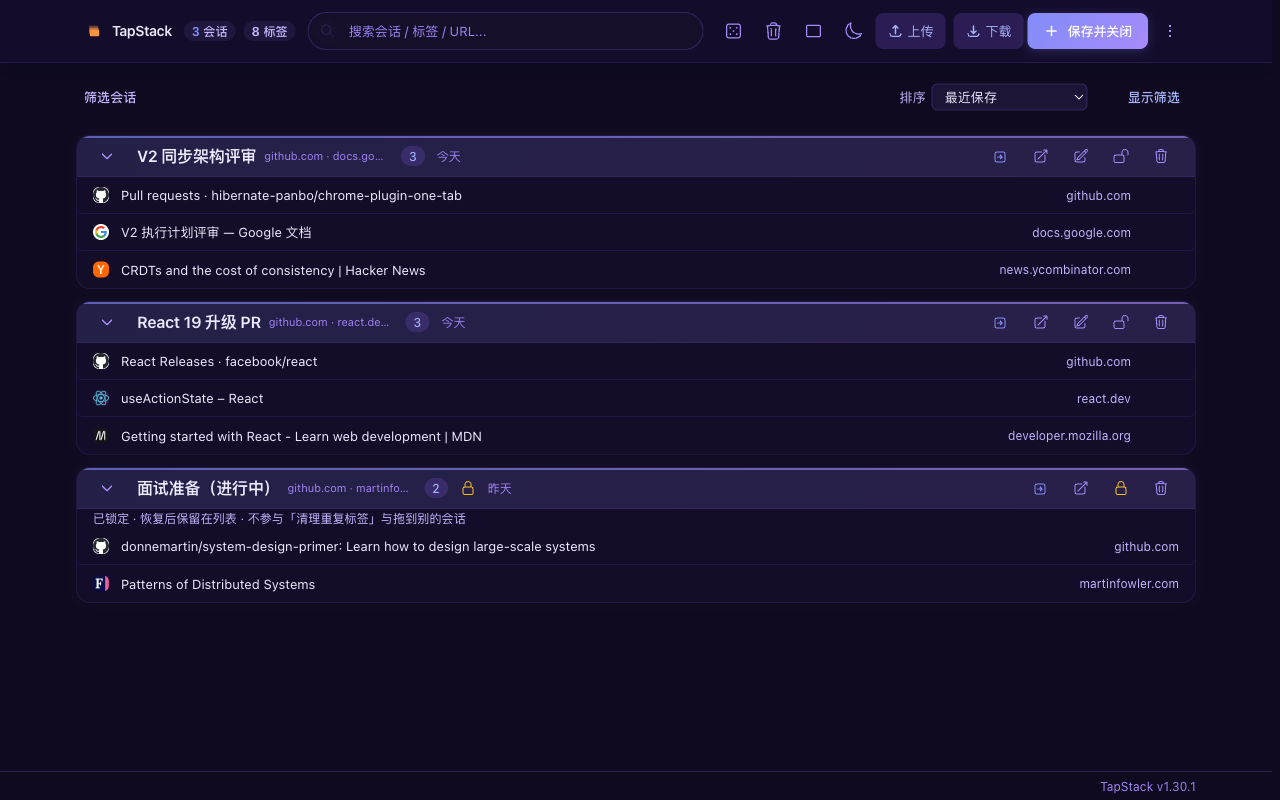 TapStack 3 会话 8 标签 搜索会话 / 标签 / URL... 上传 下载 保存并关闭
筛选会话 排序 最近保存 显示筛选
V2 同步架构评审 github.com · docs.go... 3 今天
Pull requests · hibernate-panbo/chrome-plugin-one-tab github.com
V2 执行计划评审 — Google 文档 docs.google.com
CRDTs and the cost of consistency | Hacker News news.ycombinator.com
React 19 升级 PR github.com · react.de... 3 今天
React Releases · facebook/react github.com
useActionState – React react.dev
Getting started with React - Learn web development | MDN developer.mozilla.org
面试准备（进行中） github.com · martinfo... 2 昨天
已锁定 · 恢复后保留在列表 · 不参与「清理重复标签」与拖到别的会话
donnemartin/system-design-primer: Learn how to design large-scale systems github.com
Patterns of Distributed Systems martinfowler.com
TapStack v1.30.1